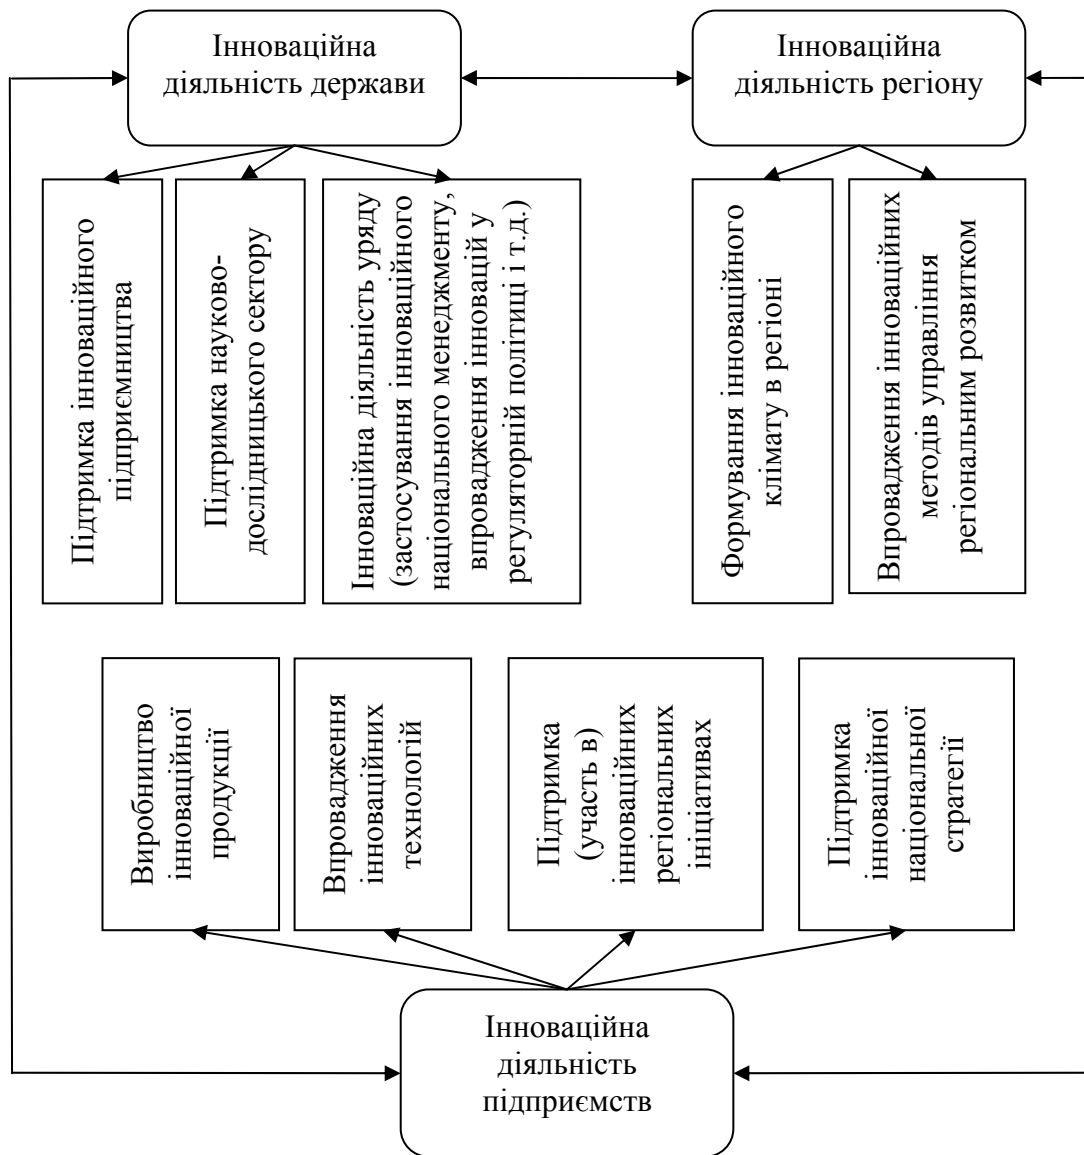 Інноваційна
діяльність держави
Інноваційна
діяльність регіону
Підтримка інноваційного
підприємництва
Підтримка науково-
дослідницького сектору
Інноваційна діяльність уряду
(застосування інноваційного
національного менеджменту,
впровадження інновацій у
регуляторній політиці і т.д.)
Формування інноваційного
клімату в регіоні
Впровадження інноваційних
методів управління
регіональним розвитком
Виробництво
інноваційної
продукції
Впровадження
інноваційних
технологій
Підтримка
(участь в)
інноваційних
регіональних
ініціативах
Підтримка
інноваційної
національної
стратегії
Інноваційна
діяльність
підприємств